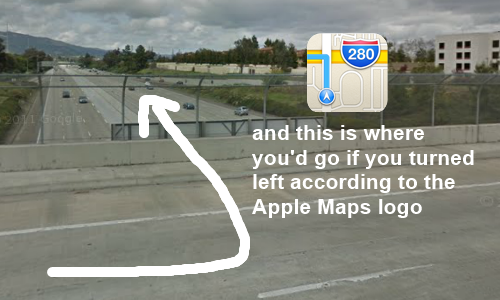 280
and this is where
you'd go if you turned
left according to the
Apple Maps logo
2011 Google